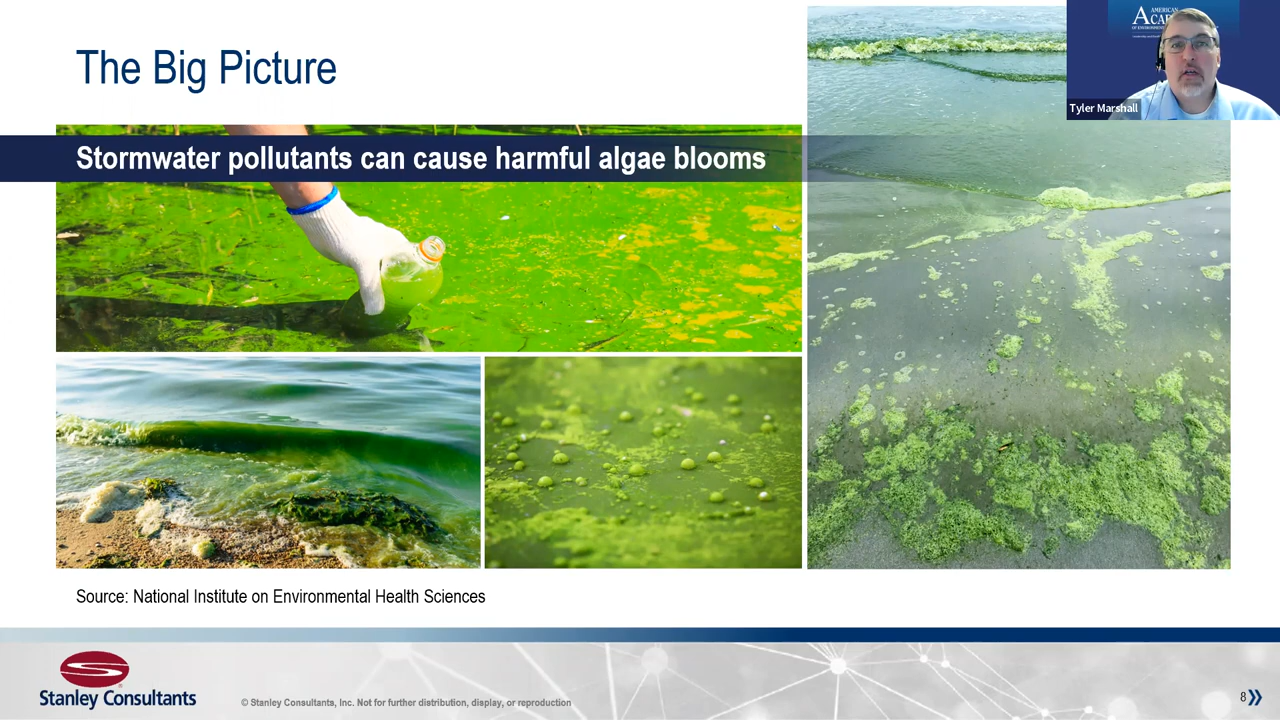 The Big Picture
AMERICAN
Tyler Marshall
Stormwater pollutants can cause harmful algae blooms
Source: National Institute on Environmental Health Sciences
Stanley Consultants
© Stanley Consultants, Inc. Not for further distribution, display, or reproduction
8